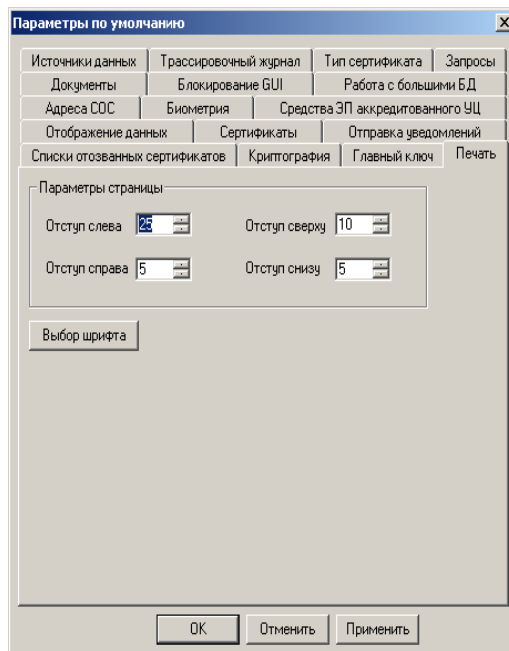 Параметры по умолчанию
Источники данных Трассировочный журнал Тип сертификата Запросы
Документы Блокирование GUI Работа с большими БД
Адреса СОС Биометрия Средства ЭП аккредитованного УЦ
Отображение данных Сертификаты Отправка уведомлений
Списки отозванных сертификатов Криптография Главный ключ Печать
Параметры страницы
Отступ слева 25 Отступ сверху 10
Отступ справа 5 Отступ снизу 5
Выбор шрифта
OK Отменить Применить